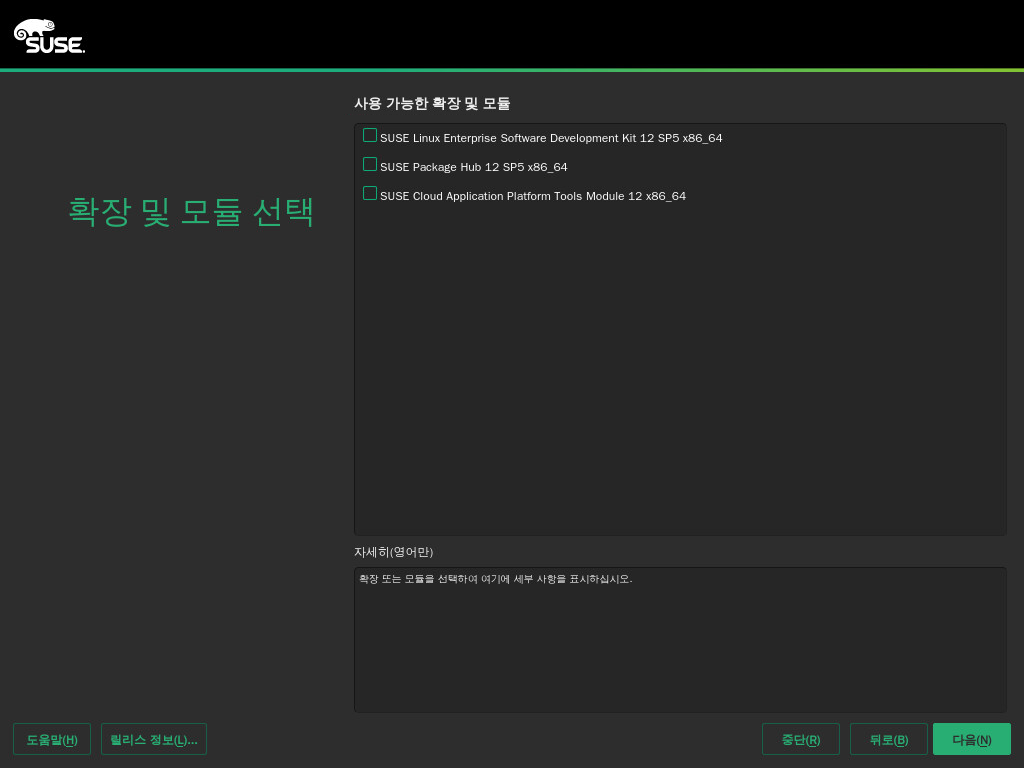 SUSE
사용 가능한 확장 및 모듈
SUSE Linux Enterprise Software Development Kit 12 SP5 x86_64
SUSE Package Hub 12 SP5 x86_64
SUSE Cloud Application Platform Tools Module 12 x86_64
확장 및 모듈 선택
자세히(영어만)
확장 또는 모듈을 선택하여 여기에 세부 사항을 표시하십시오.
도움말(H) 릴리스 정보(L)... 중단(R) 뒤로(B) 다음(N)